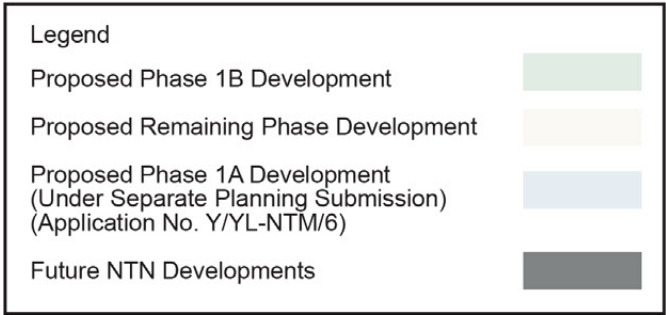 Legend
Proposed Phase 1B Development
Proposed Remaining Phase Development
Proposed Phase 1A Development
(Under Separate Planning Submission)
(Application No. Y/YL-NTM/6)
Future NTN Developments